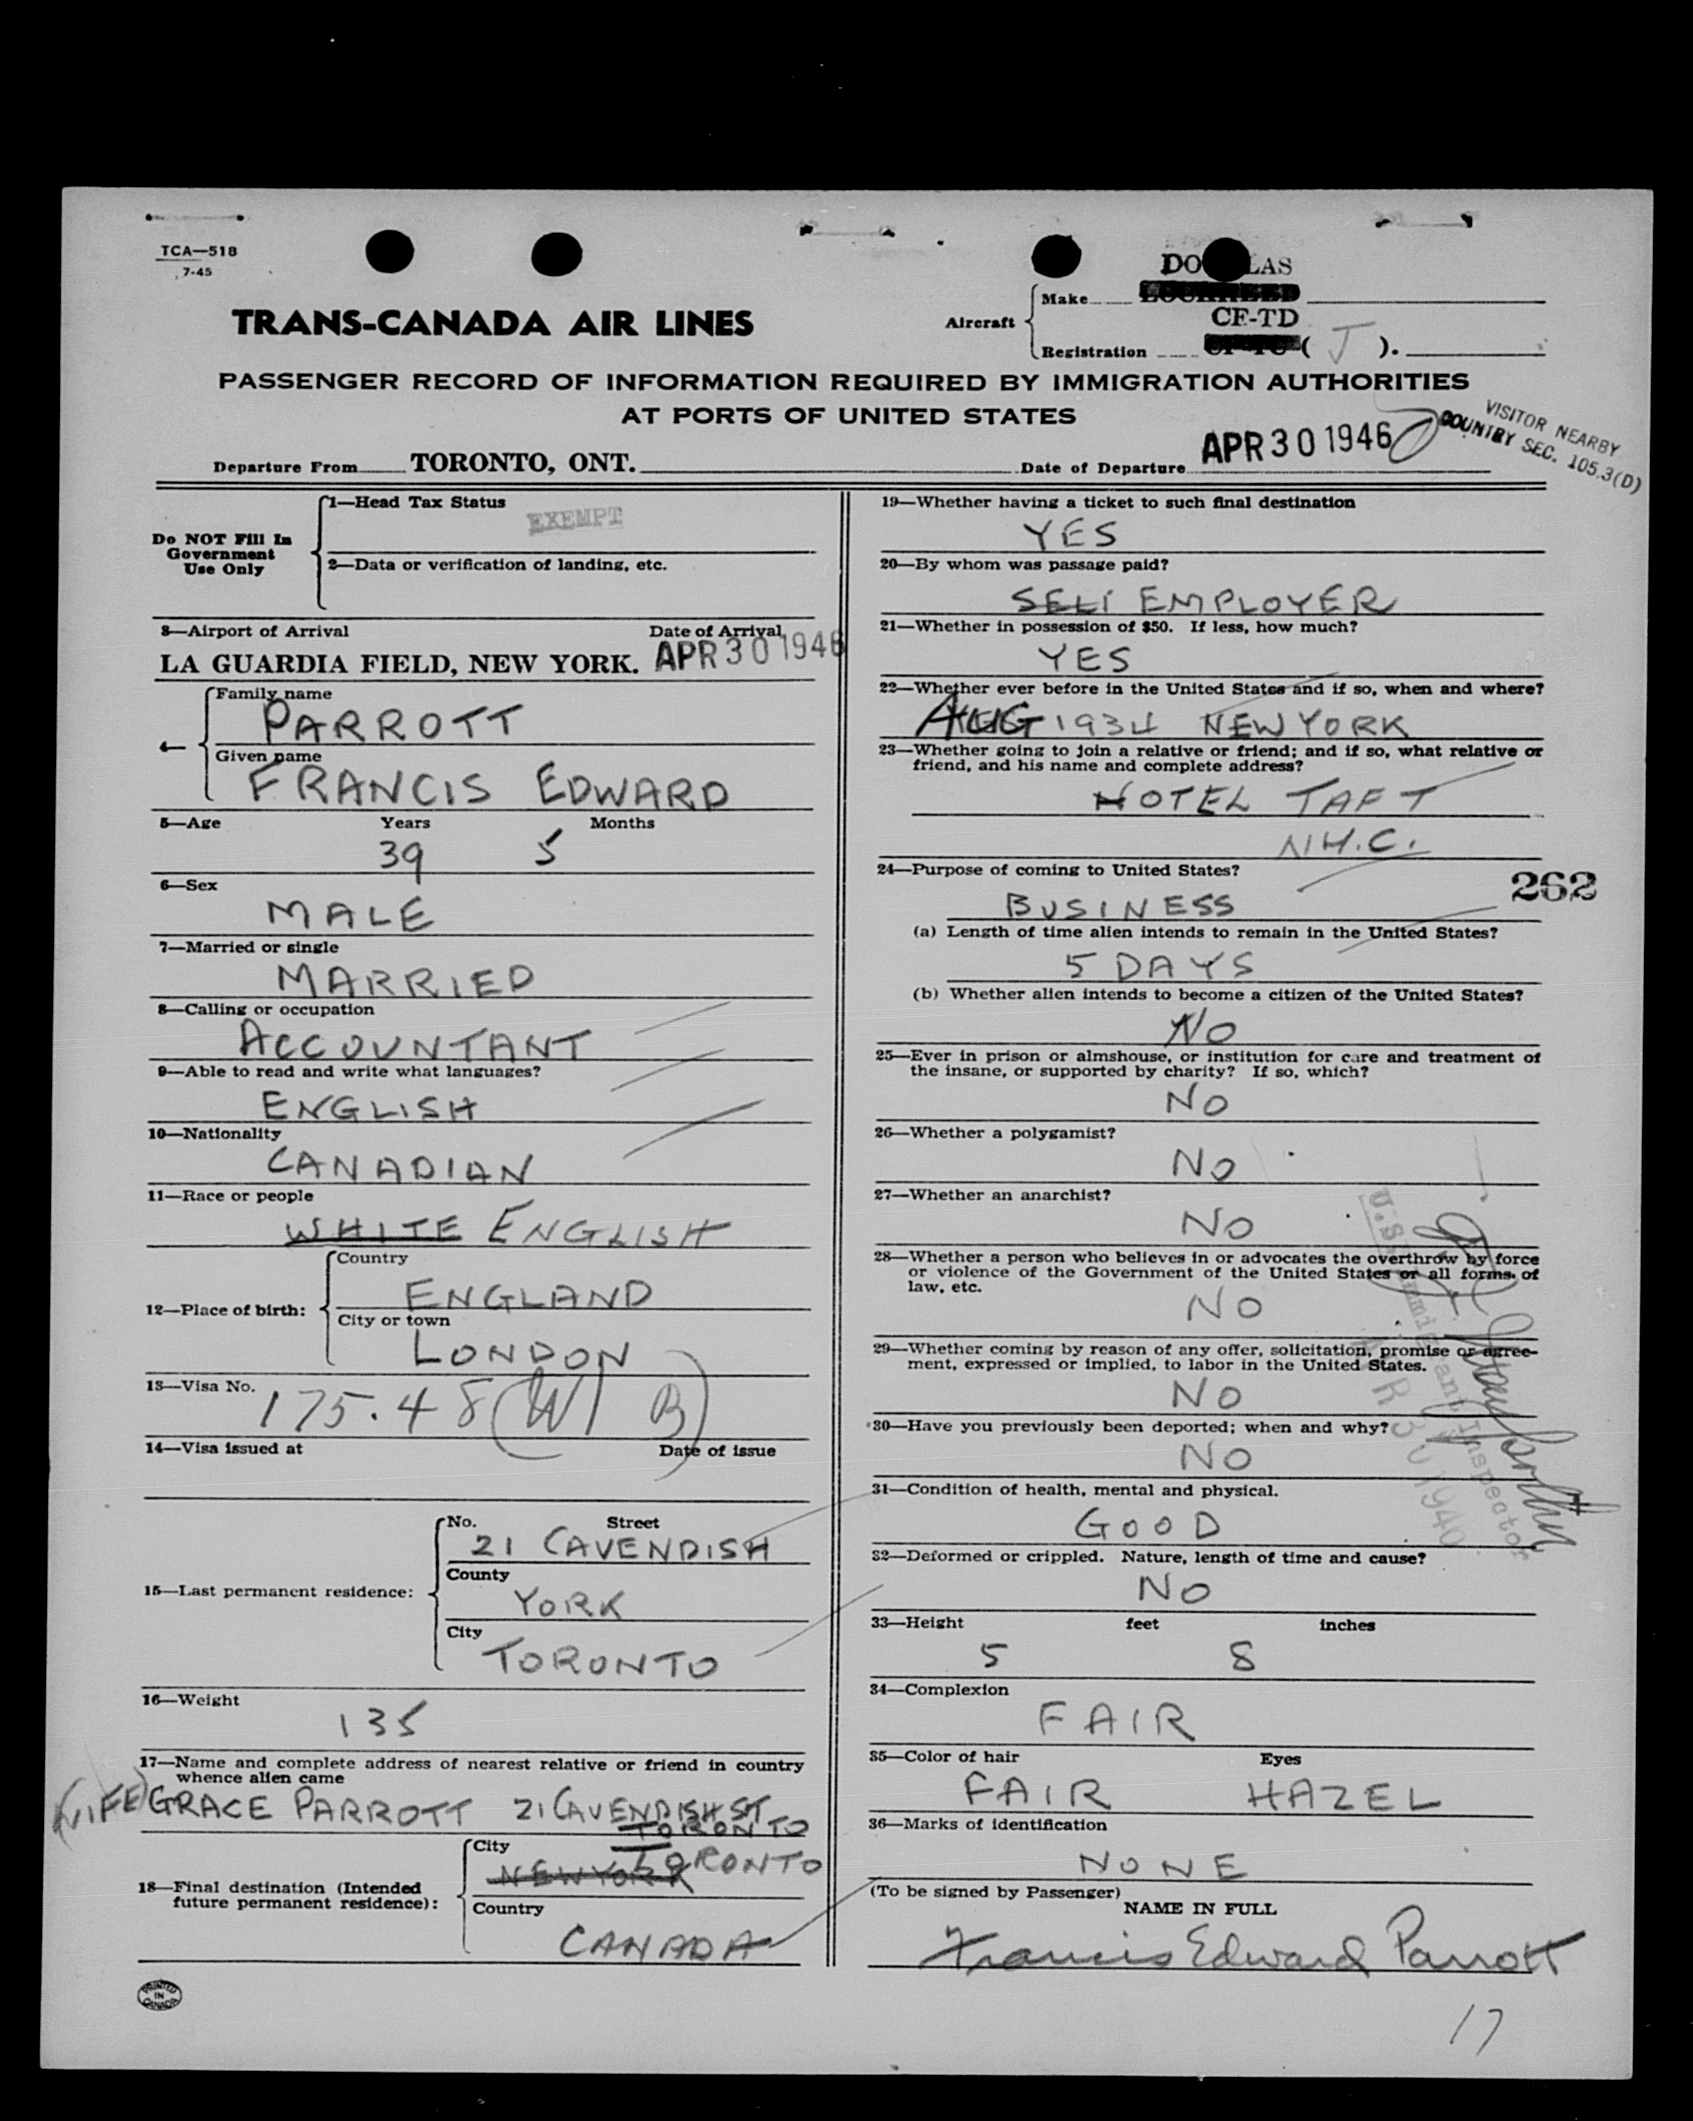 TCA—518
7-45
DO LAS
Make
TRANS-CANADA AIR LINES
Aircraft
CF-TD
Registration ( J ).
PASSENGER RECORD OF INFORMATION REQUIRED BY IMMIGRATION AUTHORITIES
AT PORTS OF UNITED STATES
VISITOR NEARBY
COUNTRY SEC. 105.3(D)
Departure From TORONTO, ONT. Date of Departure APR 30 1946
Do NOT Fill In
Government
Use Only
1—Head Tax Status
EXEMPT
2—Data or verification of landing, etc.
3—Airport of Arrival Date of Arrival
LA GUARDIA FIELD, NEW YORK. APR 30 1946
4—
Family name
PARROTT
Given name
FRANCIS EDWARD
5—Age Years Months
39 5
6—Sex
MALE
7—Married or single
MARRIED
8—Calling or occupation
ACCOUNTANT
9—Able to read and write what languages?
ENGLISH
10—Nationality
CANADIAN
11—Race or people
WHITE ENGLISH
12—Place of birth:
Country
ENGLAND
City or town
LONDON
13—Visa No.
175.48 (W1 B)
14—Visa issued at Date of issue
15—Last permanent residence:
No. Street
21 CAVENDISH
County
YORK
City
TORONTO
16—Weight
135
17—Name and complete address of nearest relative or friend in country
whence alien came
(WIFE) GRACE PARROTT 21 CAVENDISH ST
TORONTO
18—Final destination (Intended
future permanent residence):
City
NEW YORK TORONTO
Country
CANADA
PRINTED
IN
CANADA
19—Whether having a ticket to such final destination
YES
20—By whom was passage paid?
SELF EMPLOYER
21—Whether in possession of $50. If less, how much?
YES
22—Whether ever before in the United States and if so, when and where?
AUG 1934 NEW YORK
23—Whether going to join a relative or friend; and if so, what relative or
friend, and his name and complete address?
HOTEL TAFT
N.Y.C.
24—Purpose of coming to United States?
262
BUSINESS
(a) Length of time alien intends to remain in the United States?
5 DAYS
(b) Whether alien intends to become a citizen of the United States?
NO
25—Ever in prison or almshouse, or institution for care and treatment of
the insane, or supported by charity? If so, which?
NO
26—Whether a polygamist?
NO
27—Whether an anarchist?
NO
28—Whether a person who believes in or advocates the overthrow by force
or violence of the Government of the United States or all forms of
law, etc.
NO
29—Whether coming by reason of any offer, solicitation, promise or agree-
ment, expressed or implied, to labor in the United States.
NO
30—Have you previously been deported; when and why?
NO
U.S. Immigrant Inspector
31—Condition of health, mental and physical.
GOOD
32—Deformed or crippled. Nature, length of time and cause?
NO
33—Height feet inches
5 8
34—Complexion
FAIR
35—Color of hair Eyes
FAIR HAZEL
36—Marks of identification
NONE
(To be signed by Passenger)
NAME IN FULL
Francis Edward Parrott
17